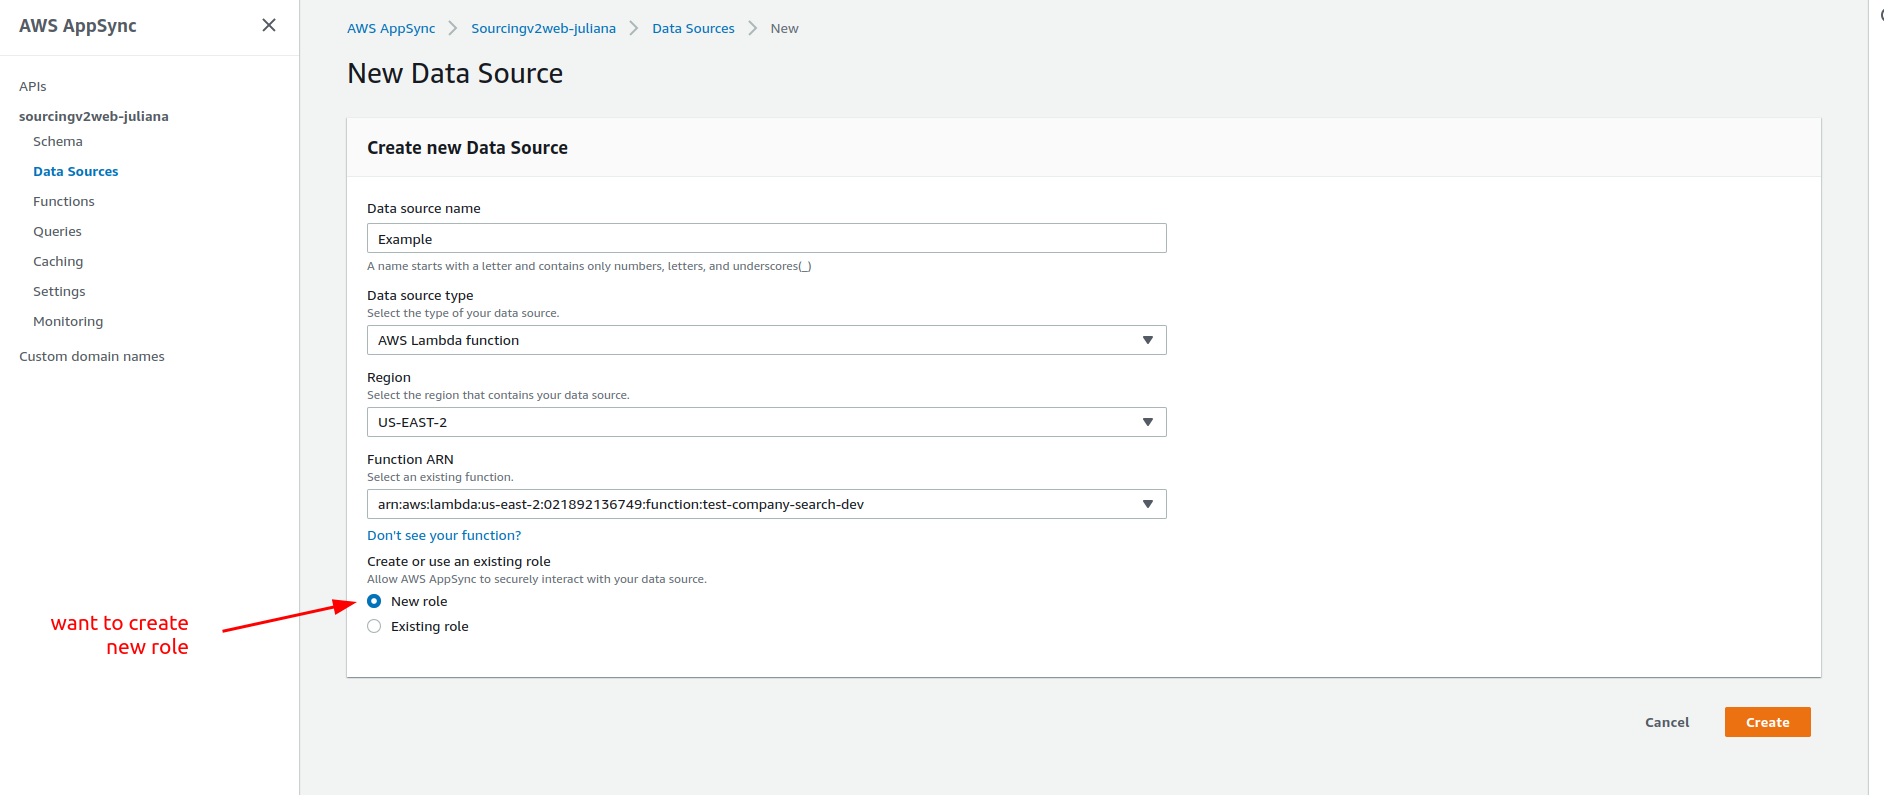 AWS AppSync
APIs
sourcingv2web-juliana
Schema
Data Sources
Functions
Queries
Caching
Settings
Monitoring
Custom domain names
AWS AppSync
Sourcingv2web-juliana
Data Sources
New
New Data Source
Create new Data Source
Data source name
Example
A name starts with a letter and contains only numbers, letters, and underscores(_)
Data source type
Select the type of your data source.
AWS Lambda function
Region
Select the region that contains your data source.
US-EAST-2
Function ARN
Select an existing function.
arn:aws:lambda:us-east-2:021892136749:function:test-company-search-dev
Don't see your function?
Create or use an existing role
Allow AWS AppSync to securely interact with your data source.
New role
Existing role
want to create
new role
Cancel
Create